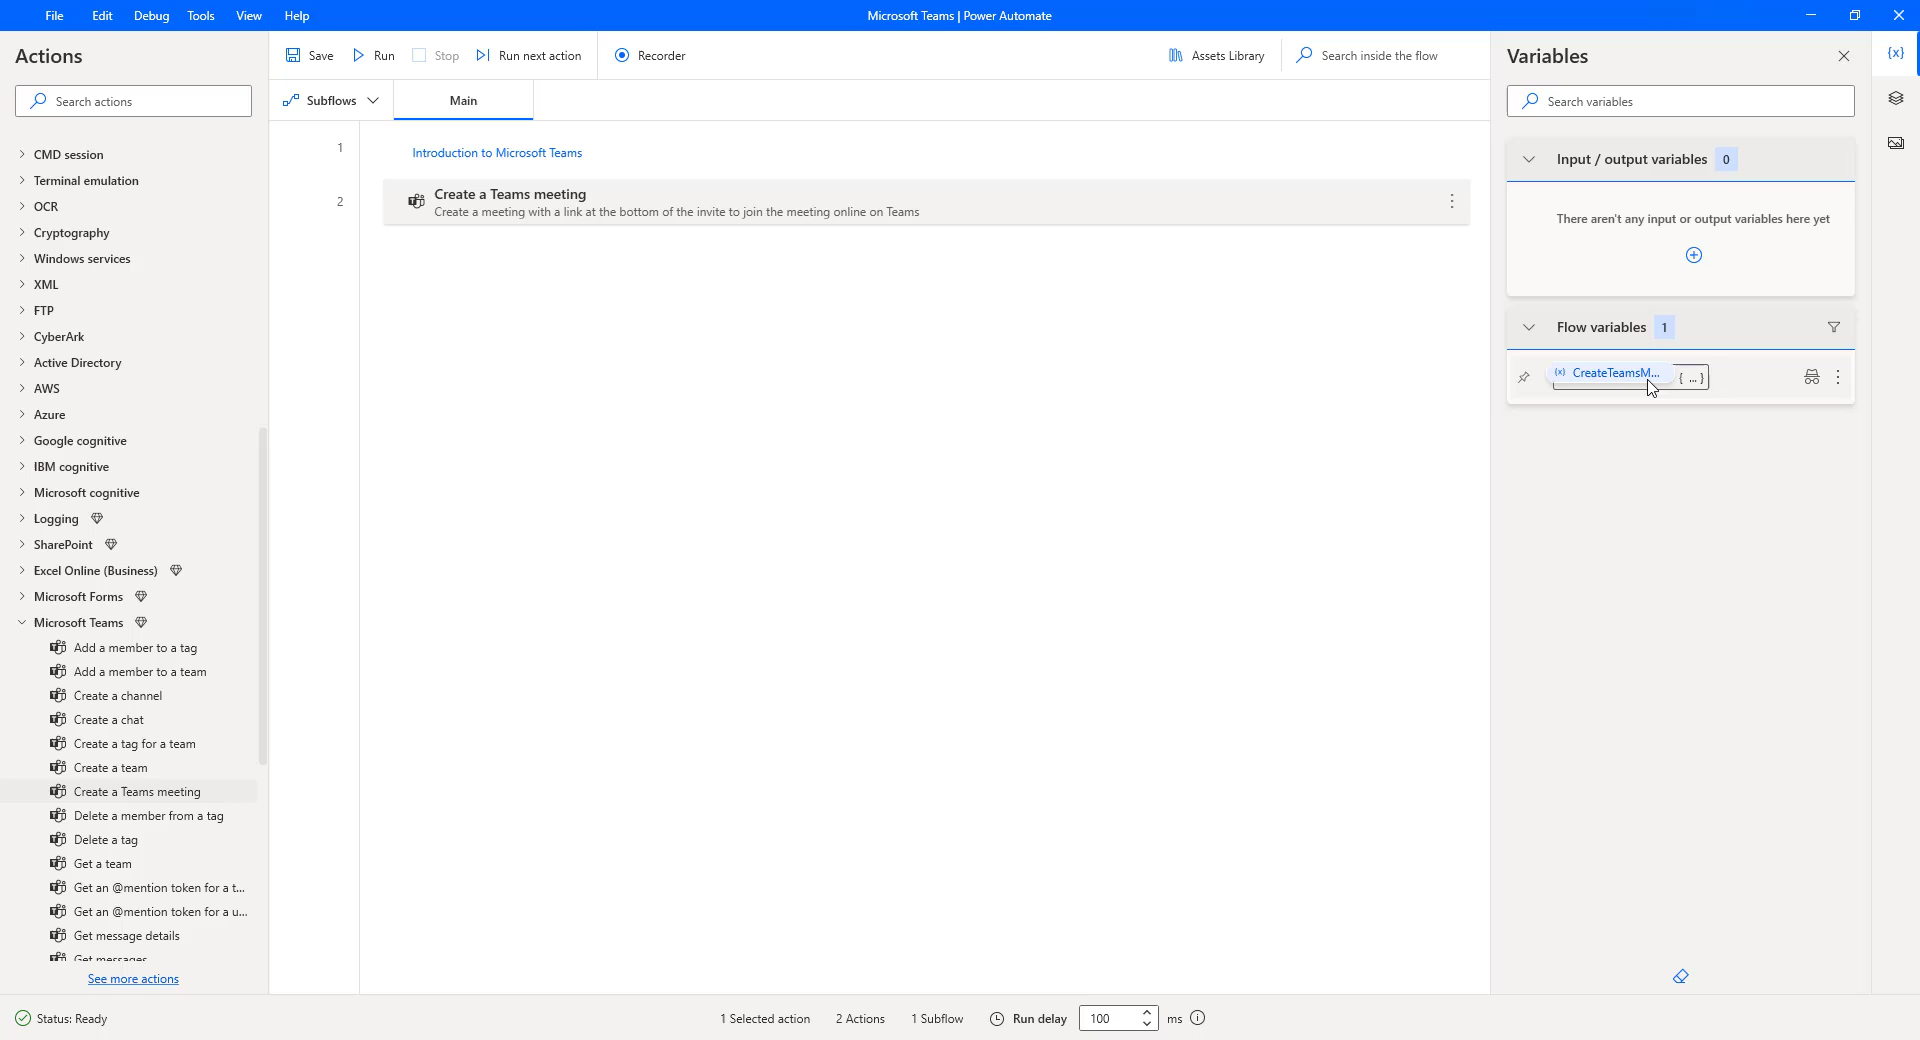 File Edit Debug Tools View Help
Microsoft Teams | Power Automate
Actions
Search actions
CMD session
Terminal emulation
OCR
Cryptography
Windows services
XML
FTP
CyberArk
Active Directory
AWS
Azure
Google cognitive
IBM cognitive
Microsoft cognitive
Logging
SharePoint
Excel Online (Business)
Microsoft Forms
Microsoft Teams
Add a member to a tag
Add a member to a team
Create a channel
Create a chat
Create a tag for a team
Create a team
Create a Teams meeting
Delete a member from a tag
Delete a tag
Get a team
Get an @mention token for a t...
Get an @mention token for a u...
Get message details
Get messages
See more actions
Save Run Stop Run next action Recorder Assets Library Search inside the flow
Subflows Main
1 Introduction to Microsoft Teams
2 Create a Teams meeting
Create a meeting with a link at the bottom of the invite to join the meeting online on Teams
Variables
{x}
Search variables
Input / output variables 0
There aren't any input or output variables here yet
Flow variables 1
(x) CreateTeamsM... { ... }
Status: Ready 1 Selected action 2 Actions 1 Subflow Run delay 100 ms